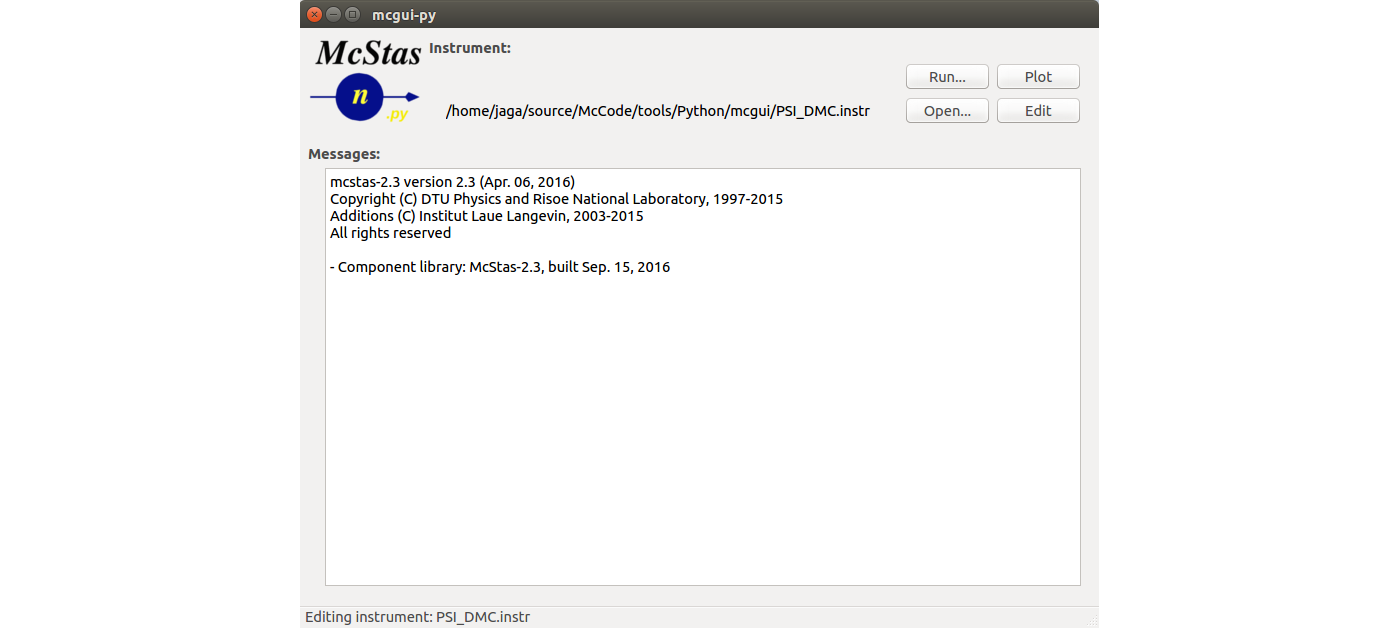 mcgui-py
McStas
n
.py
Instrument:
Run...
Plot
/home/jaga/source/McCode/tools/Python/mcgui/PSI_DMC.instr
Open...
Edit
Messages:
mcstas-2.3 version 2.3 (Apr. 06, 2016)
Copyright (C) DTU Physics and Risoe National Laboratory, 1997-2015
Additions (C) Institut Laue Langevin, 2003-2015
All rights reserved
- Component library: McStas-2.3, built Sep. 15, 2016
Editing instrument: PSI_DMC.instr